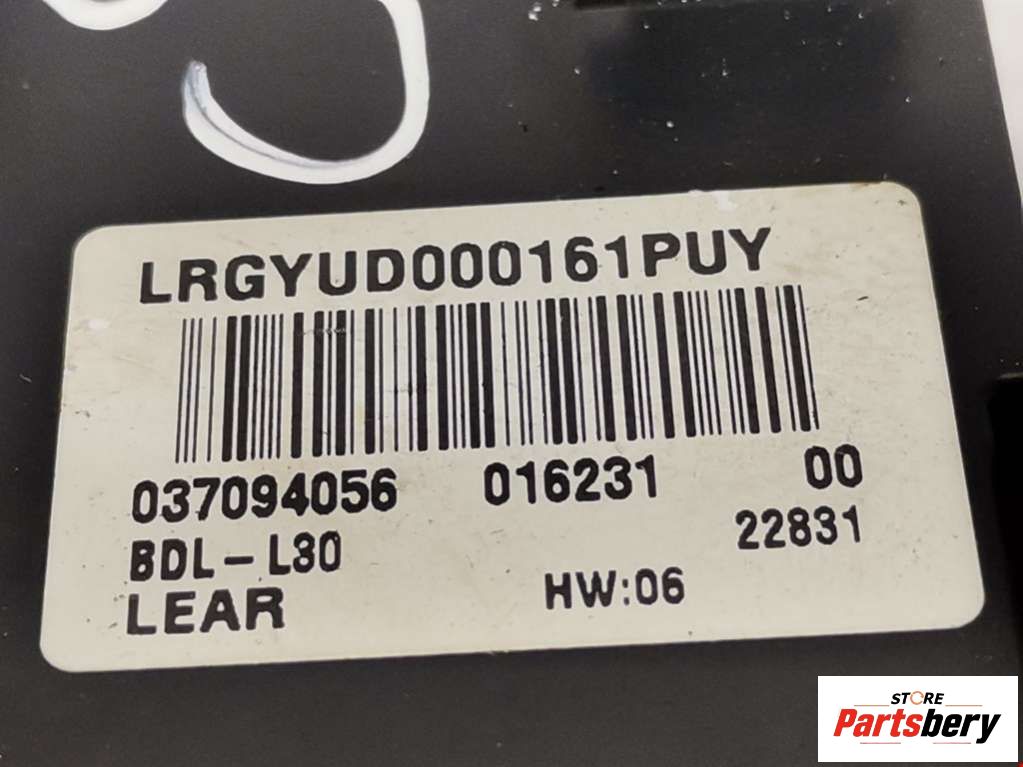 LRGYUD000161PUY
037094056 016231 00
22831
BDL-L30
HW:06
LEAR
STORE
Partsbery